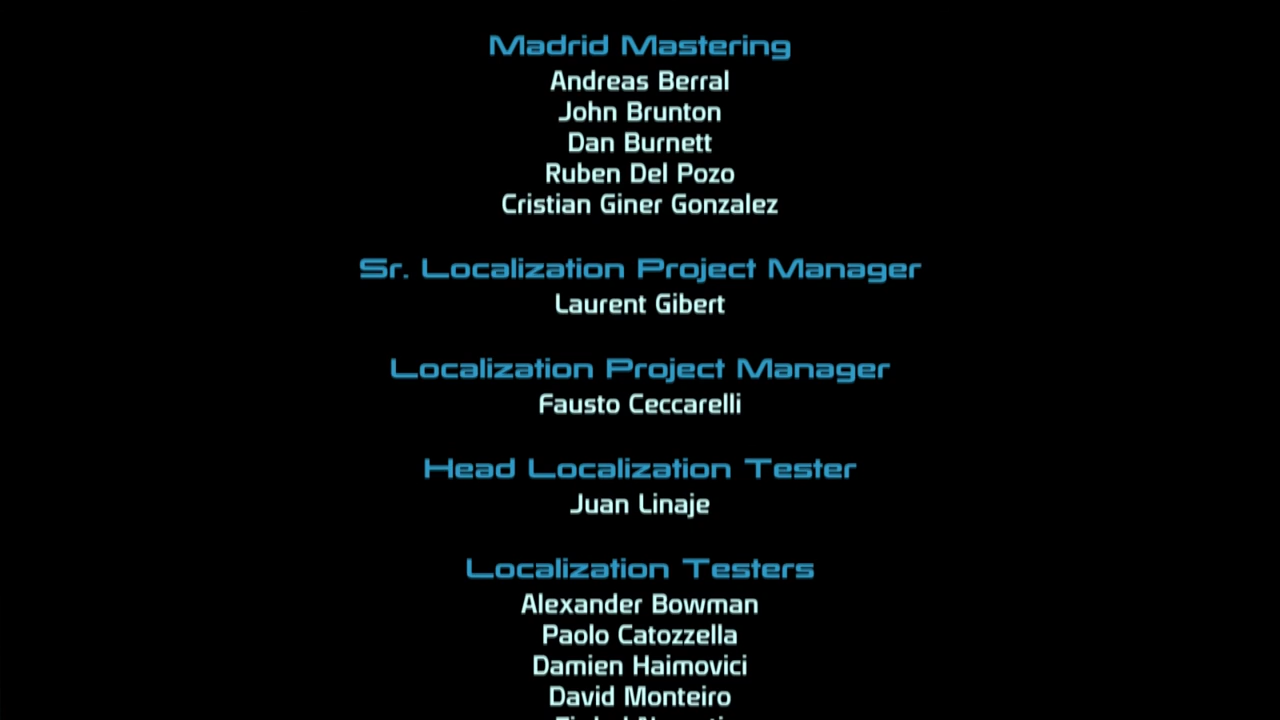 Madrid Mastering
Andreas Berral
John Brunton
Dan Burnett
Ruben Del Pozo
Cristian Giner Gonzalez
Sr. Localization Project Manager
Laurent Gibert
Localization Project Manager
Fausto Ceccarelli
Head Localization Tester
Juan Linaje
Localization Testers
Alexander Bowman
Paolo Catozzella
Damien Haimovici
David Monteiro